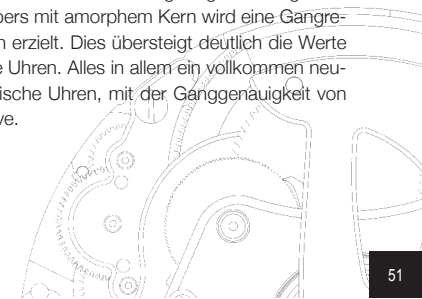 pers mit amorphem Kern wird eine Gangre-
n erzielt. Dies übersteigt deutlich die Werte
e Uhren. Alles in allem ein vollkommen neu-
ische Uhren, mit der Ganggenauigkeit von
ve.
51